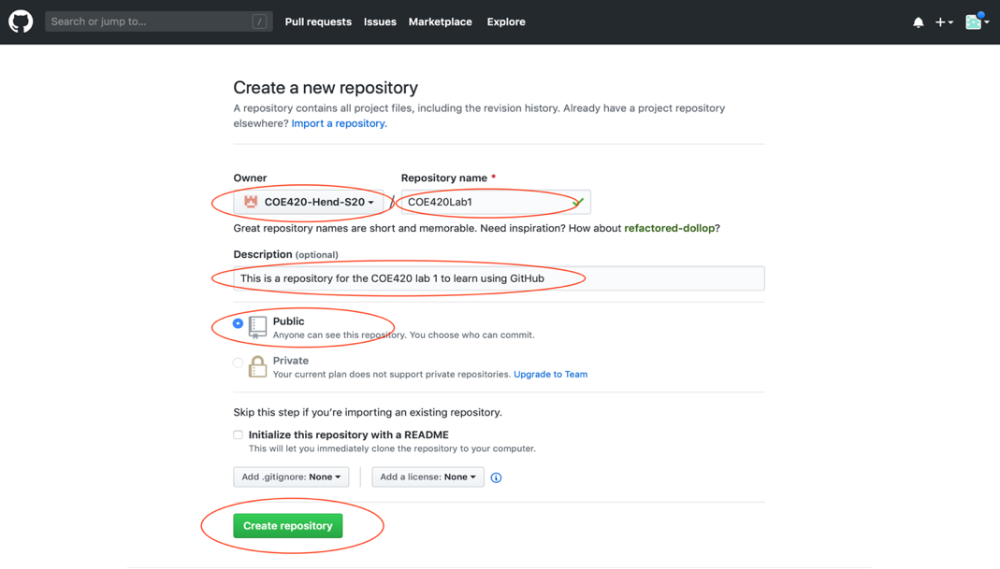 Search or jump to... /
Pull requests Issues Marketplace Explore
Create a new repository
A repository contains all project files, including the revision history. Already have a project repository
elsewhere? Import a repository.
Owner Repository name *
COE420-Hend-S20 / COE420Lab1
Great repository names are short and memorable. Need inspiration? How about refactored-dollop?
Description (optional)
This is a repository for the COE420 lab 1 to learn using GitHub
Public
Anyone can see this repository. You choose who can commit.
Private
Your current plan does not support private repositories. Upgrade to Team
Skip this step if you’re importing an existing repository.
Initialize this repository with a README
This will let you immediately clone the repository to your computer.
Add .gitignore: None Add a license: None
Create repository